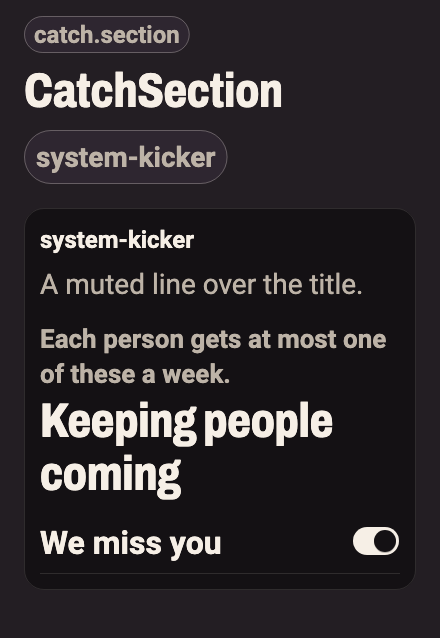 catch.section
CatchSection
system-kicker
system-kicker
A muted line over the title.
Each person gets at most one
of these a week.
Keeping people
coming
We miss you